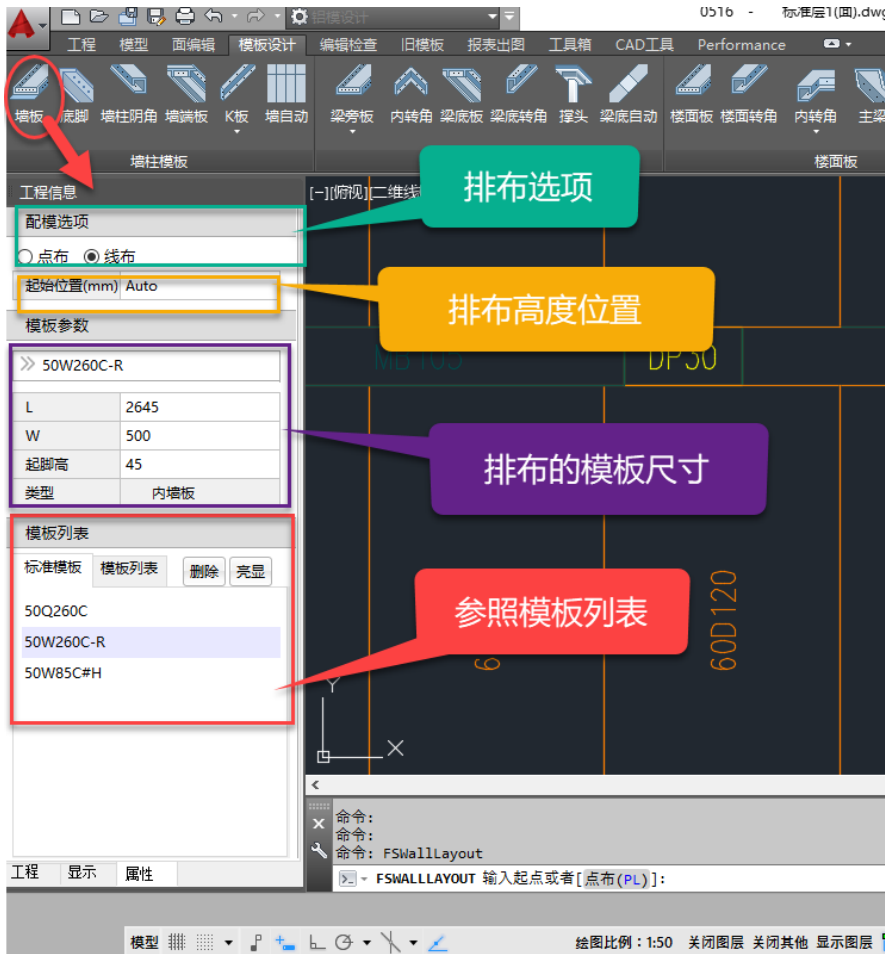 铝模设计
0516 - 标准层1(面).dwg
工程 模型 面编辑 模板设计 编辑检查 旧模板 报表出图 工具箱 CAD工具 Performance
墙板 底脚 墙柱阴角 墙端板 K板 墙自动 梁旁板 内转角 梁底板 梁底转角 撑头 梁底自动 楼面板 楼面转角 内转角 主梁
墙柱模板 楼面板
工程信息
[-][俯视][二维线
排布选项
配模选项
点布 线布
起始位置(mm) Auto
排布高度位置
模板参数
50W260C-R
MB105
DP30
L 2645
W 500
起脚高 45
类型 内墙板
排布的模板尺寸
模板列表
标准模板 模板列表 删除 亮显
50Q260C
50W260C-R
50W85C#H
参照模板列表
6
60D120
Y
X
命令:
命令:
命令: FSWallLayout
FSWALLLAYOUT 输入起点或者[点布(PL)]:
工程 显示 属性
模型 绘图比例：1:50 关闭图层 关闭其他 显示图层